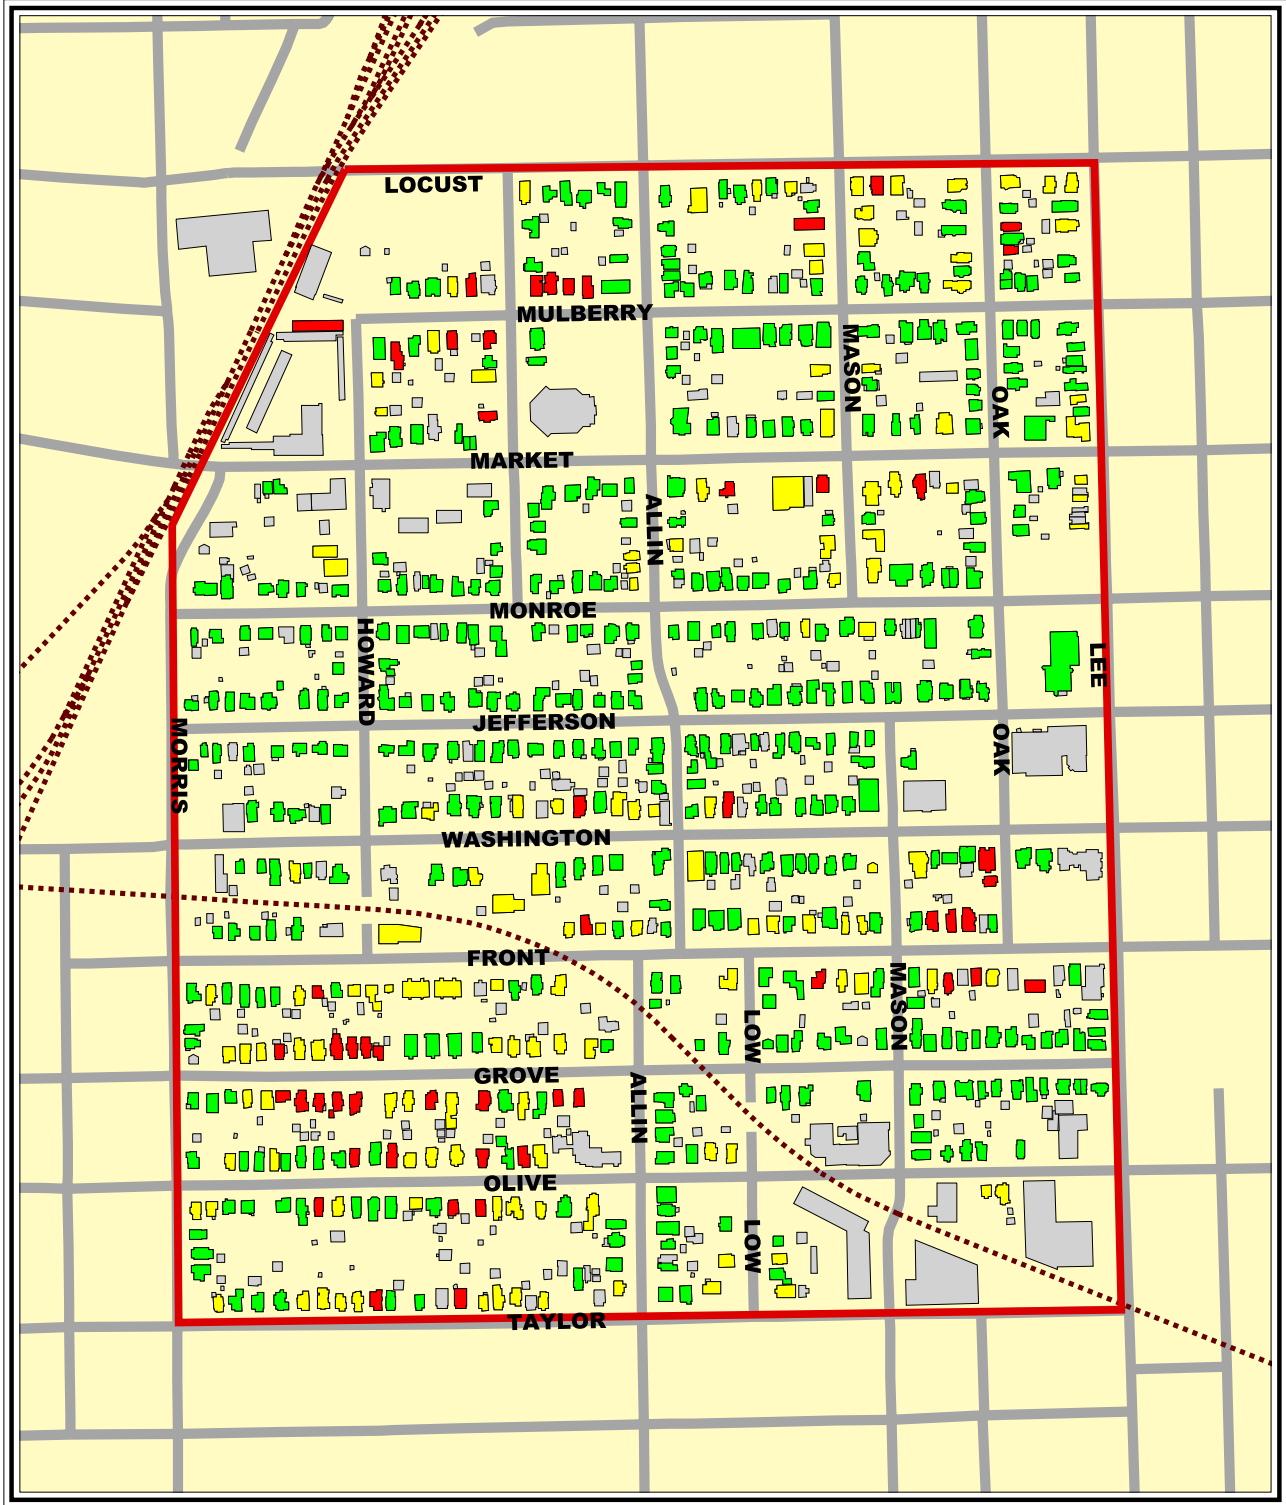 LOCUST
MULBERRY
MASON
OAK
MARKET
ALLIN
MONROE
HOWARD
LEE
JEFFERSON
MORRIS
OAK
WASHINGTON
FRONT
MASON
LOW
GROVE
ALLIN
OLIVE
LOW
TAYLOR